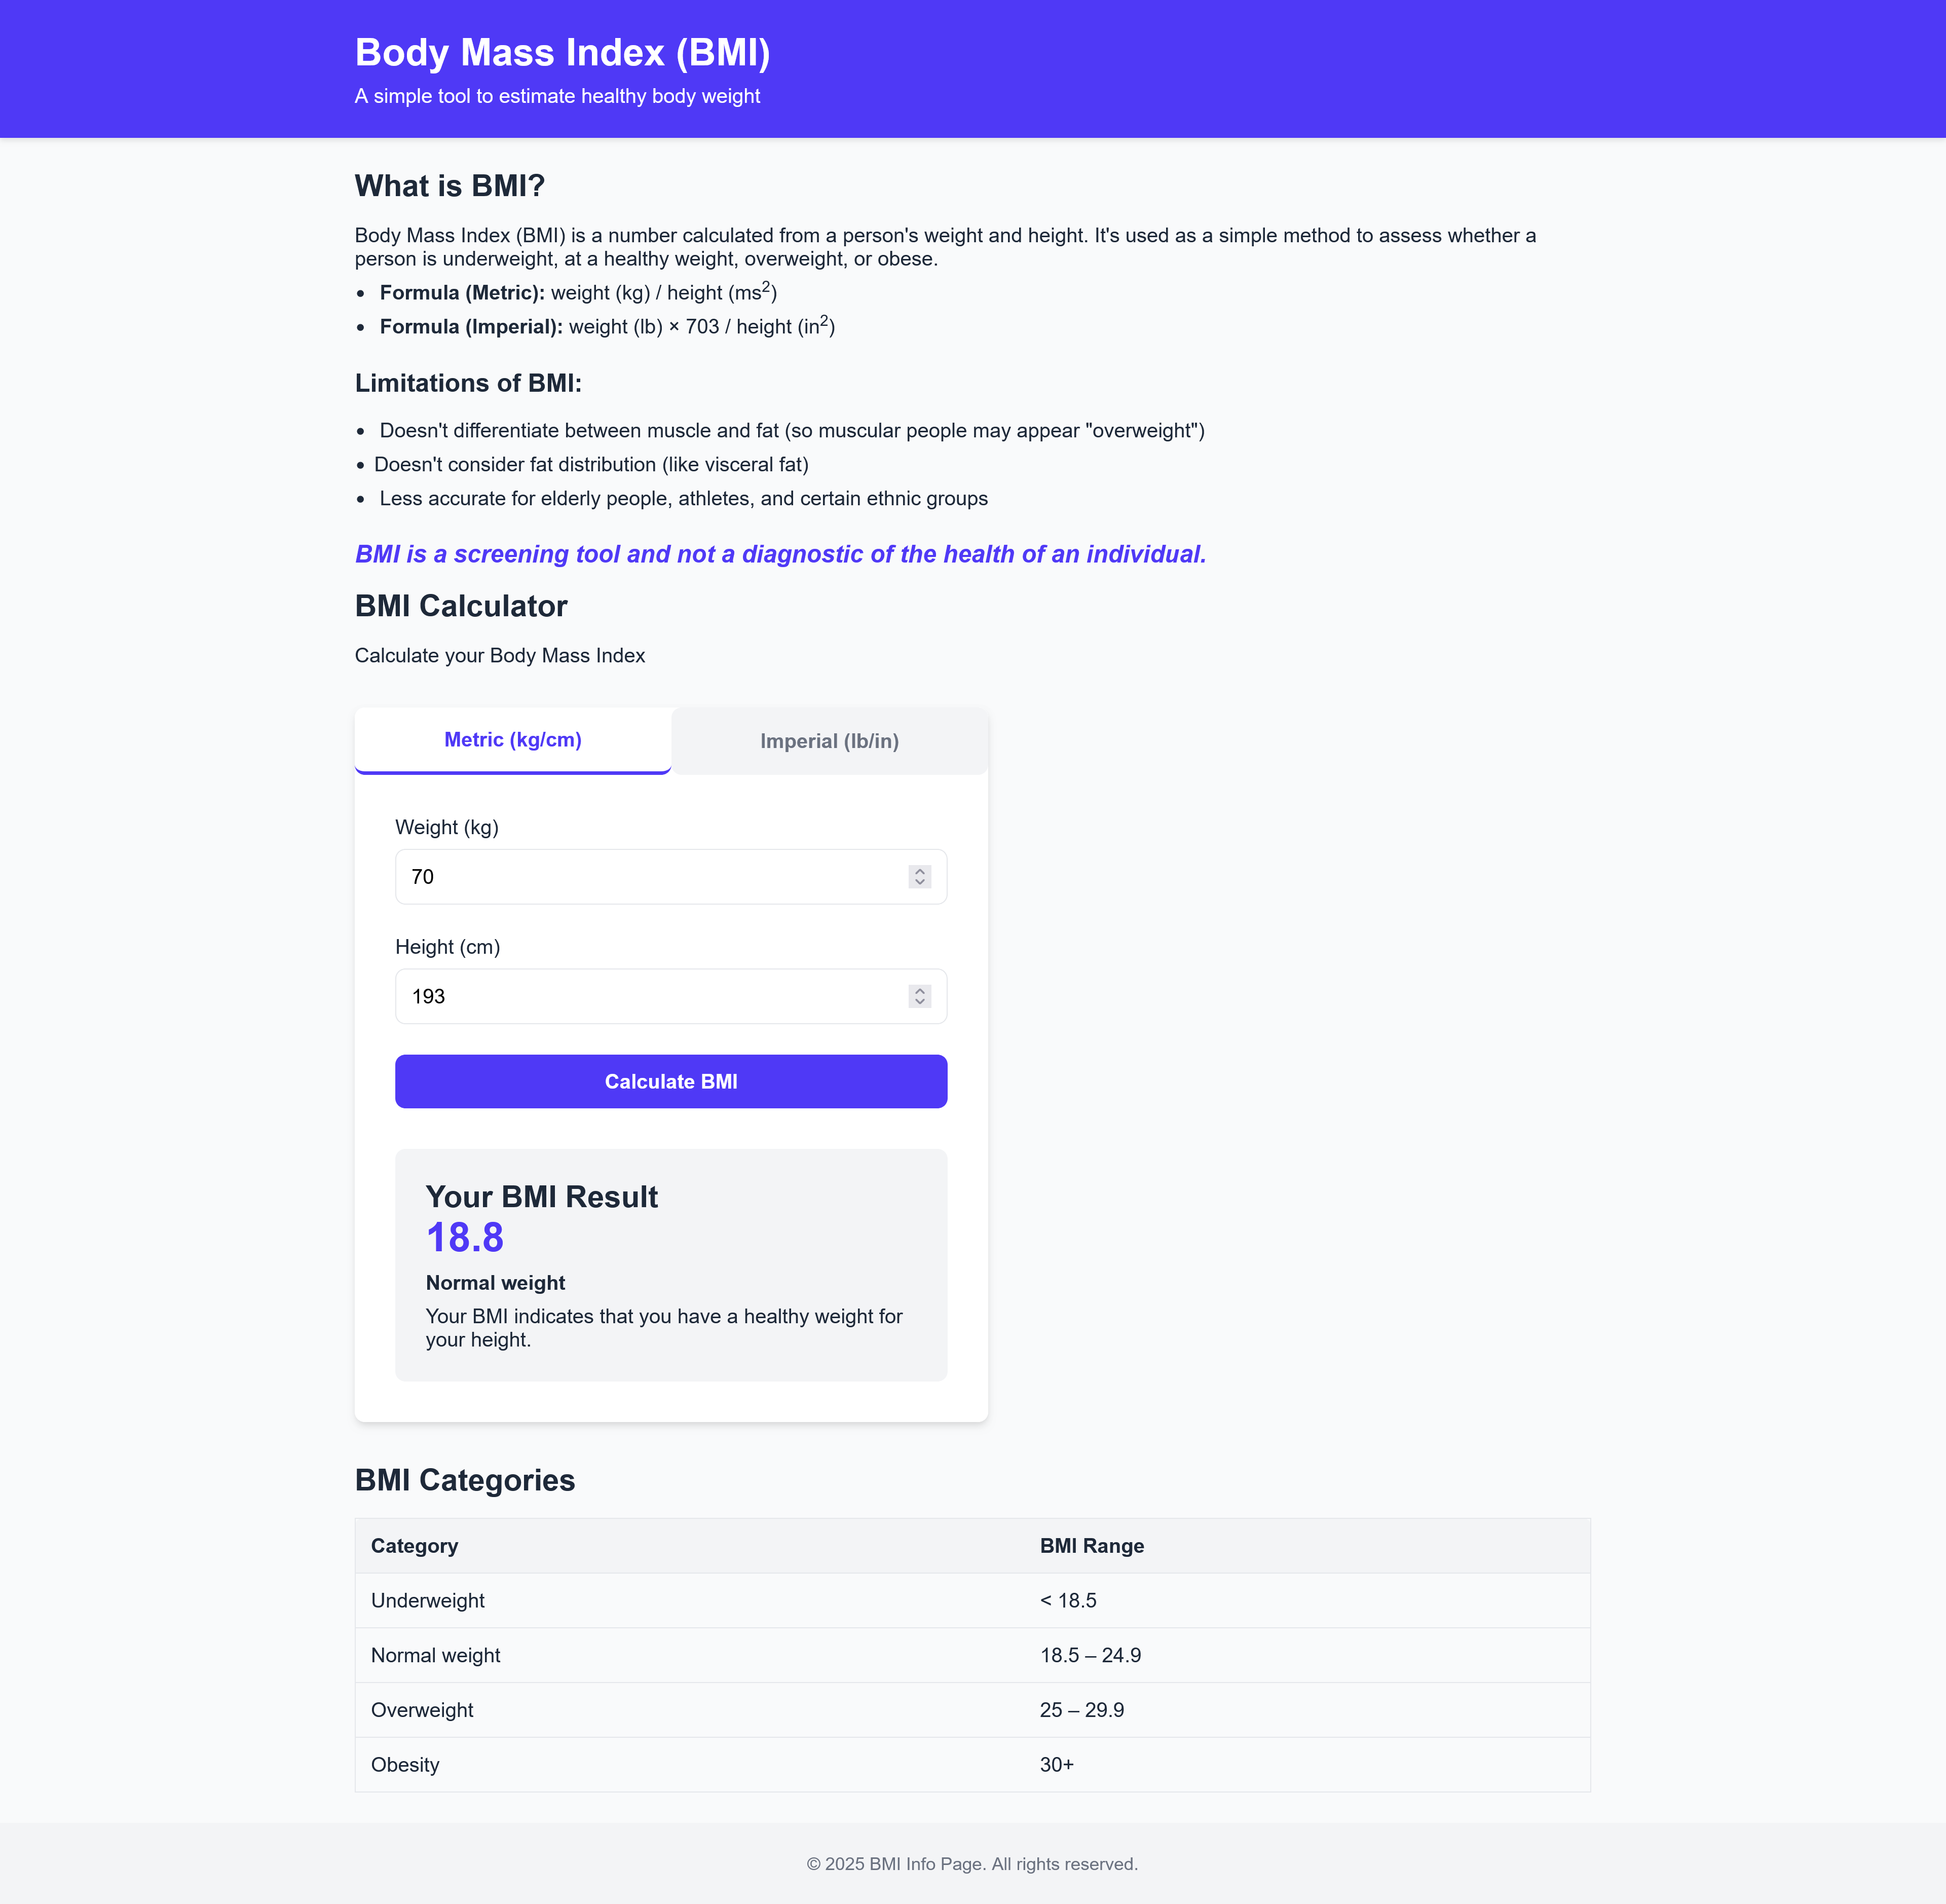 Body Mass Index (BMI)
A simple tool to estimate healthy body weight
What is BMI?
Body Mass Index (BMI) is a number calculated from a person's weight and height. It's used as a simple method to assess whether a
person is underweight, at a healthy weight, overweight, or obese.
• Formula (Metric): weight (kg) / height (ms²)
• Formula (Imperial): weight (lb) × 703 / height (in²)
Limitations of BMI:
• Doesn't differentiate between muscle and fat (so muscular people may appear "overweight")
• Doesn't consider fat distribution (like visceral fat)
• Less accurate for elderly people, athletes, and certain ethnic groups
BMI is a screening tool and not a diagnostic of the health of an individual.
BMI Calculator
Calculate your Body Mass Index
Metric (kg/cm) Imperial (lb/in)
Weight (kg)
70
Height (cm)
193
Calculate BMI
Your BMI Result
18.8
Normal weight
Your BMI indicates that you have a healthy weight for
your height.
BMI Categories
Category BMI Range
Underweight < 18.5
Normal weight 18.5 – 24.9
Overweight 25 – 29.9
Obesity 30+
© 2025 BMI Info Page. All rights reserved.